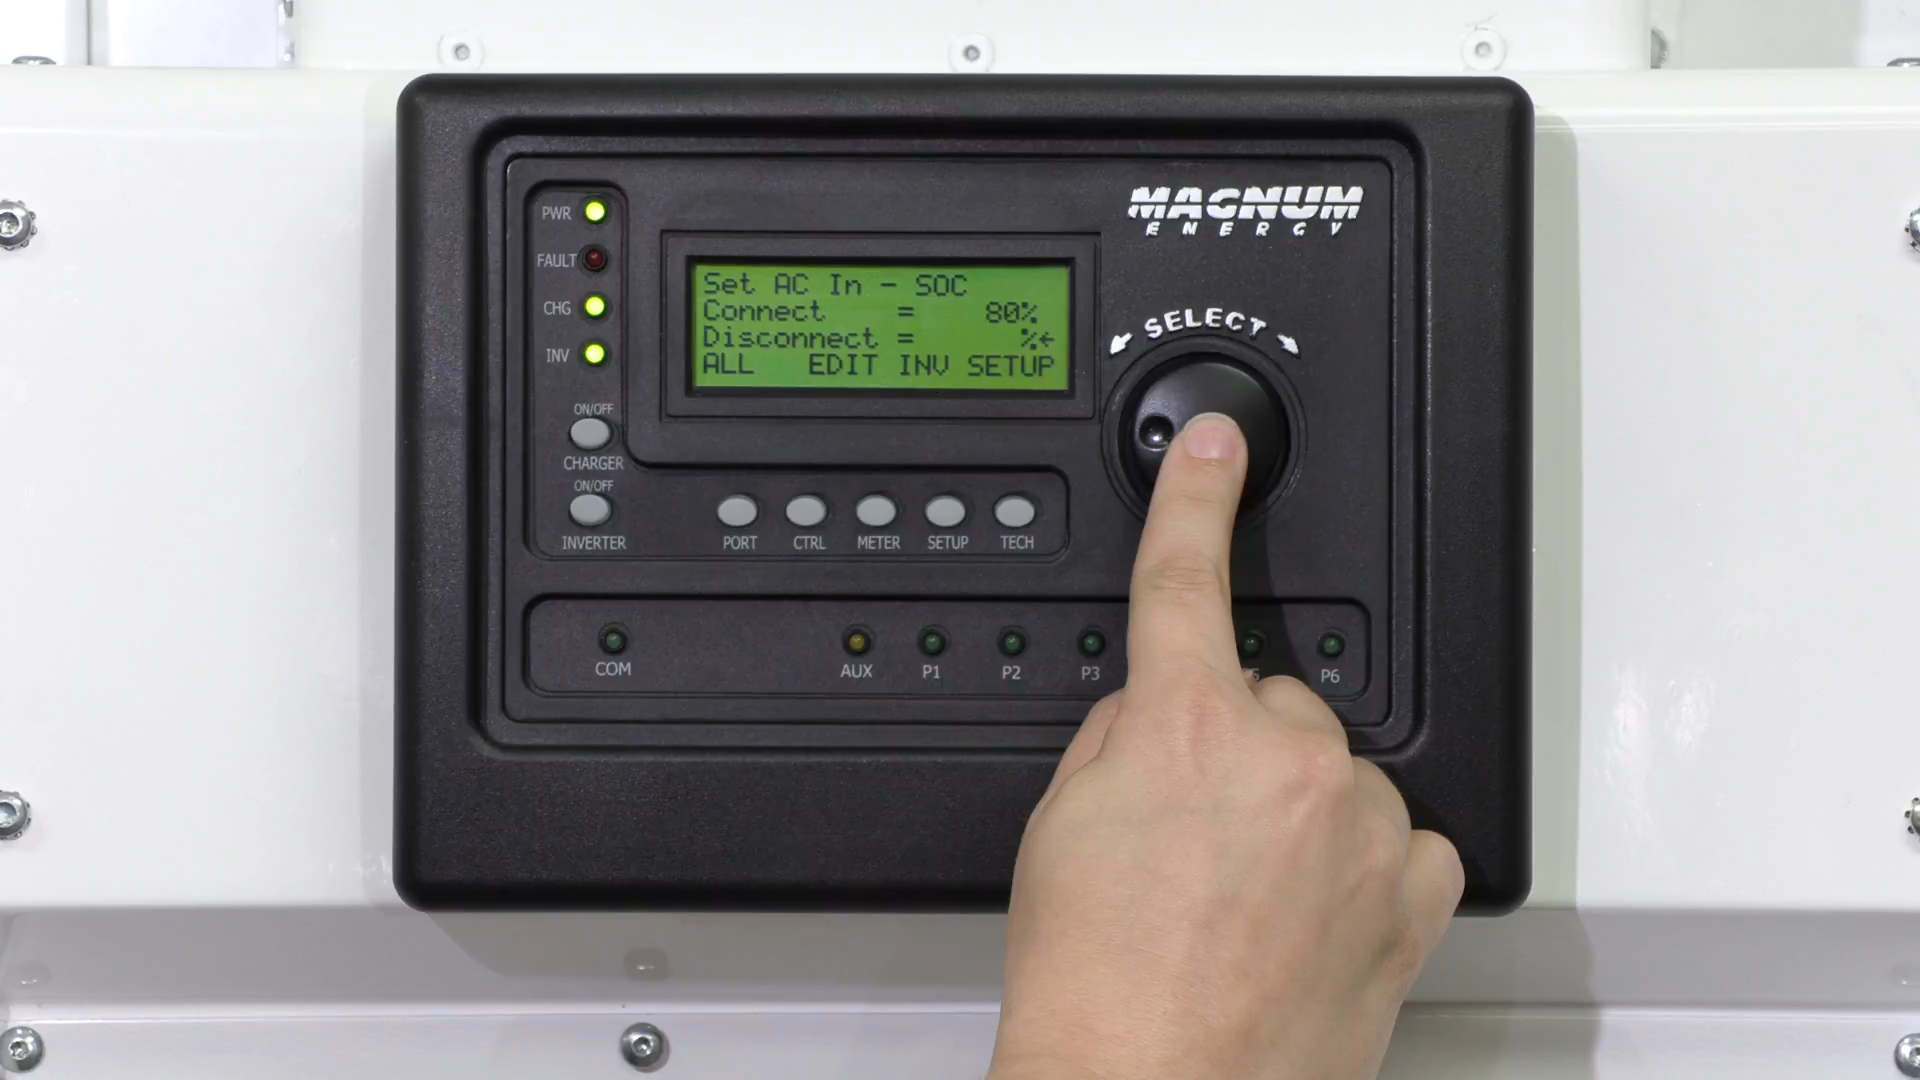 MAGNUM
ENERGY
PWR
FAULT
CHG
INV
Set AC In - SOC
Connect = 80%
Disconnect = %←
ALL EDIT INV SETUP
← SELECT →
ON/OFF
CHARGER
ON/OFF
INVERTER
PORT CTRL METER SETUP TECH
COM AUX P1 P2 P3 P6